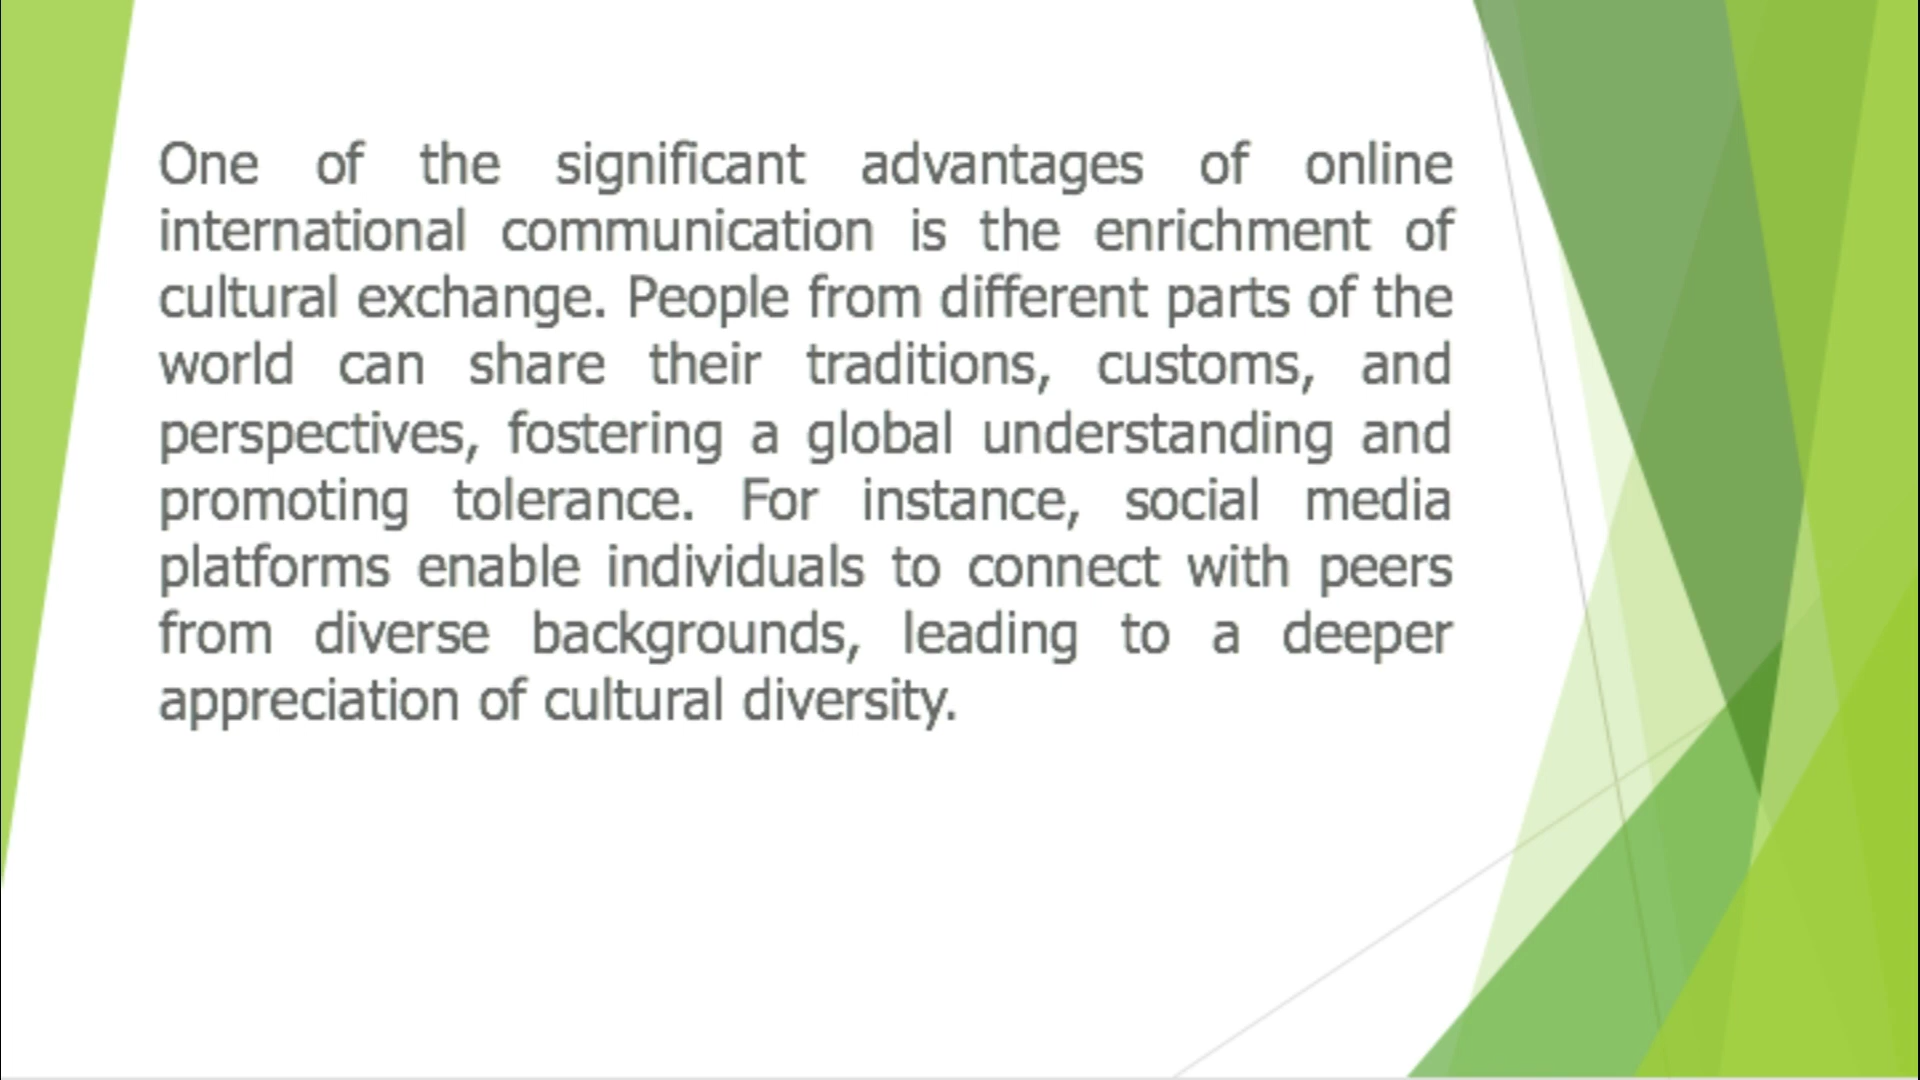 One of the significant advantages of online
international communication is the enrichment of
cultural exchange. People from different parts of the
world can share their traditions, customs, and
perspectives, fostering a global understanding and
promoting tolerance. For instance, social media
platforms enable individuals to connect with peers
from diverse backgrounds, leading to a deeper
appreciation of cultural diversity.